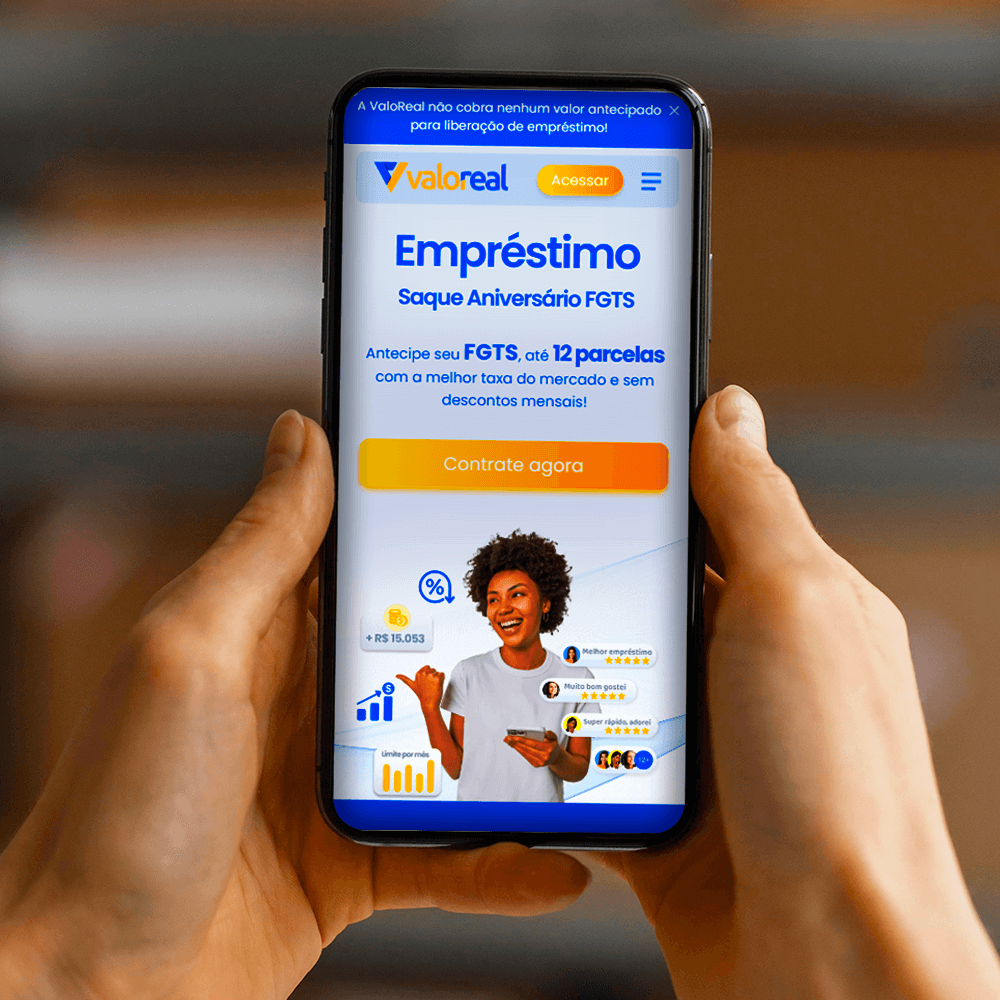 A ValoReal não cobra nenhum valor antecipado ×
para liberação de empréstimo!
valoreal
Acessar
Empréstimo
Saque Aniversário FGTS
Antecipe seu FGTS, até 12 parcelas
com a melhor taxa do mercado e sem
descontos mensais!
Contrate agora
%
+ R$ 15.053
$
Limite por mês
Melhor empréstimo
Muito bom gostei
Super rápido, adorei
12+